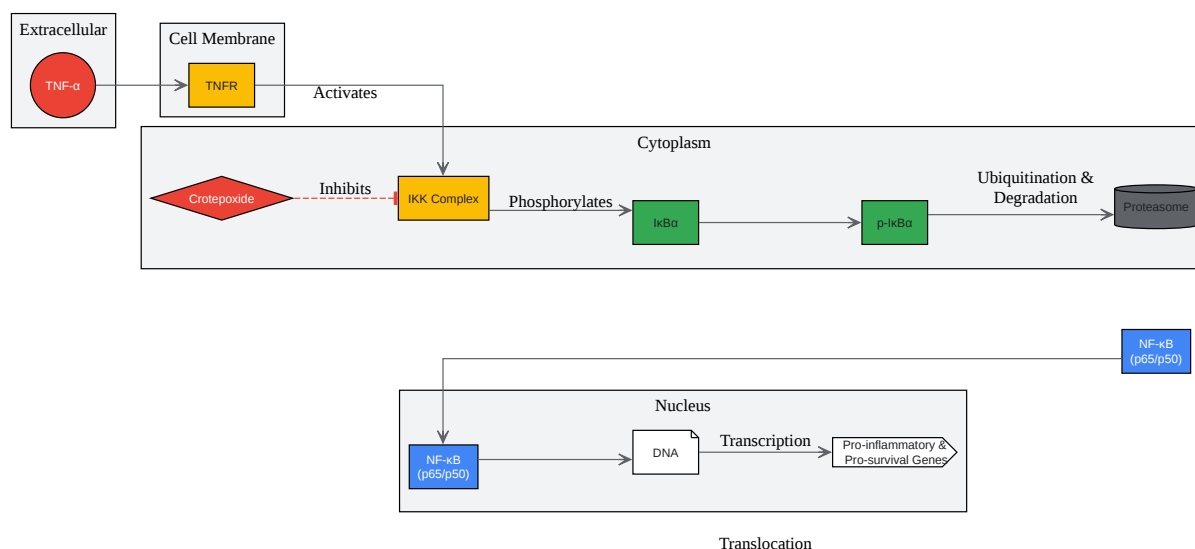 Extracellular
TNF-α
Cell Membrane
TNFR
Activates
Cytoplasm
Crotepoxide
Inhibits
IKK Complex
Phosphorylates
IκBα
p-IκBα
Ubiquitination &
Degradation
Proteasome
NF-κB
(p65/p50)
Nucleus
NF-κB
(p65/p50)
DNA
Transcription
Pro-inflammatory &
Pro-survival Genes
Translocation